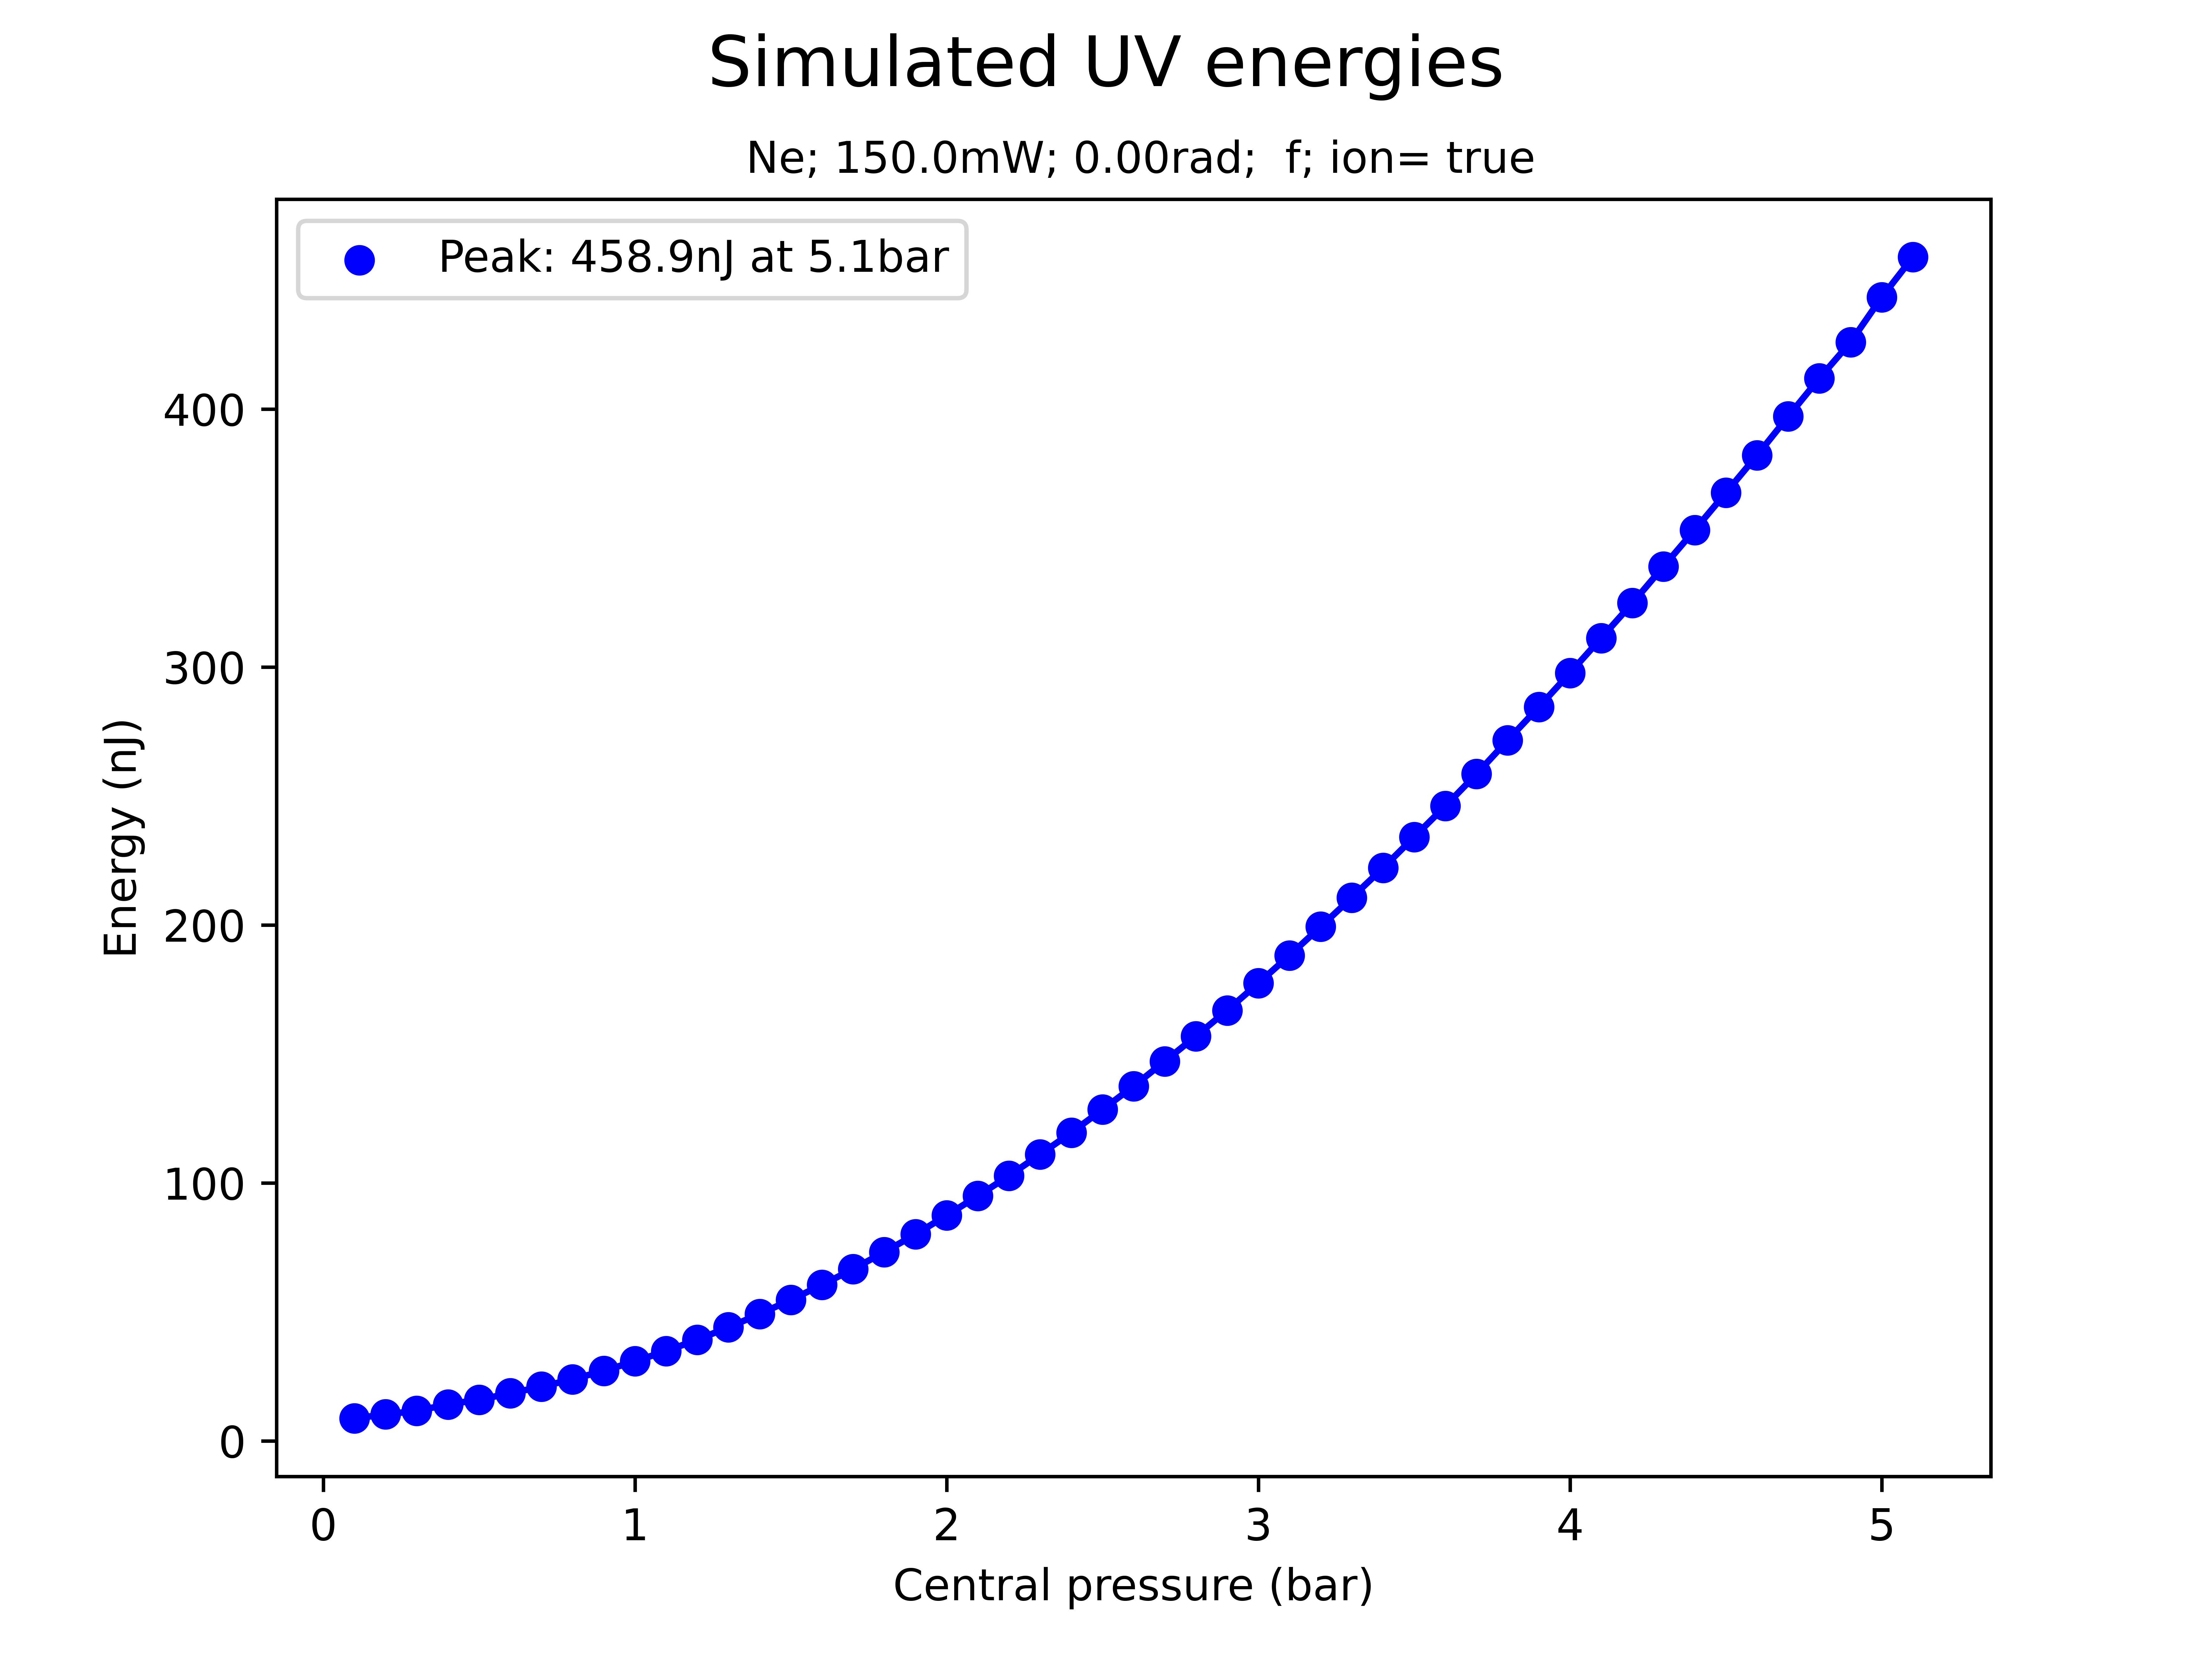 Simulated UV energies
Ne; 150.0mW; 0.00rad;  f; ion= true
Peak: 458.9nJ at 5.1bar
400
300
200
100
0
Energy (nJ)
0 1 2 3 4 5
Central pressure (bar)